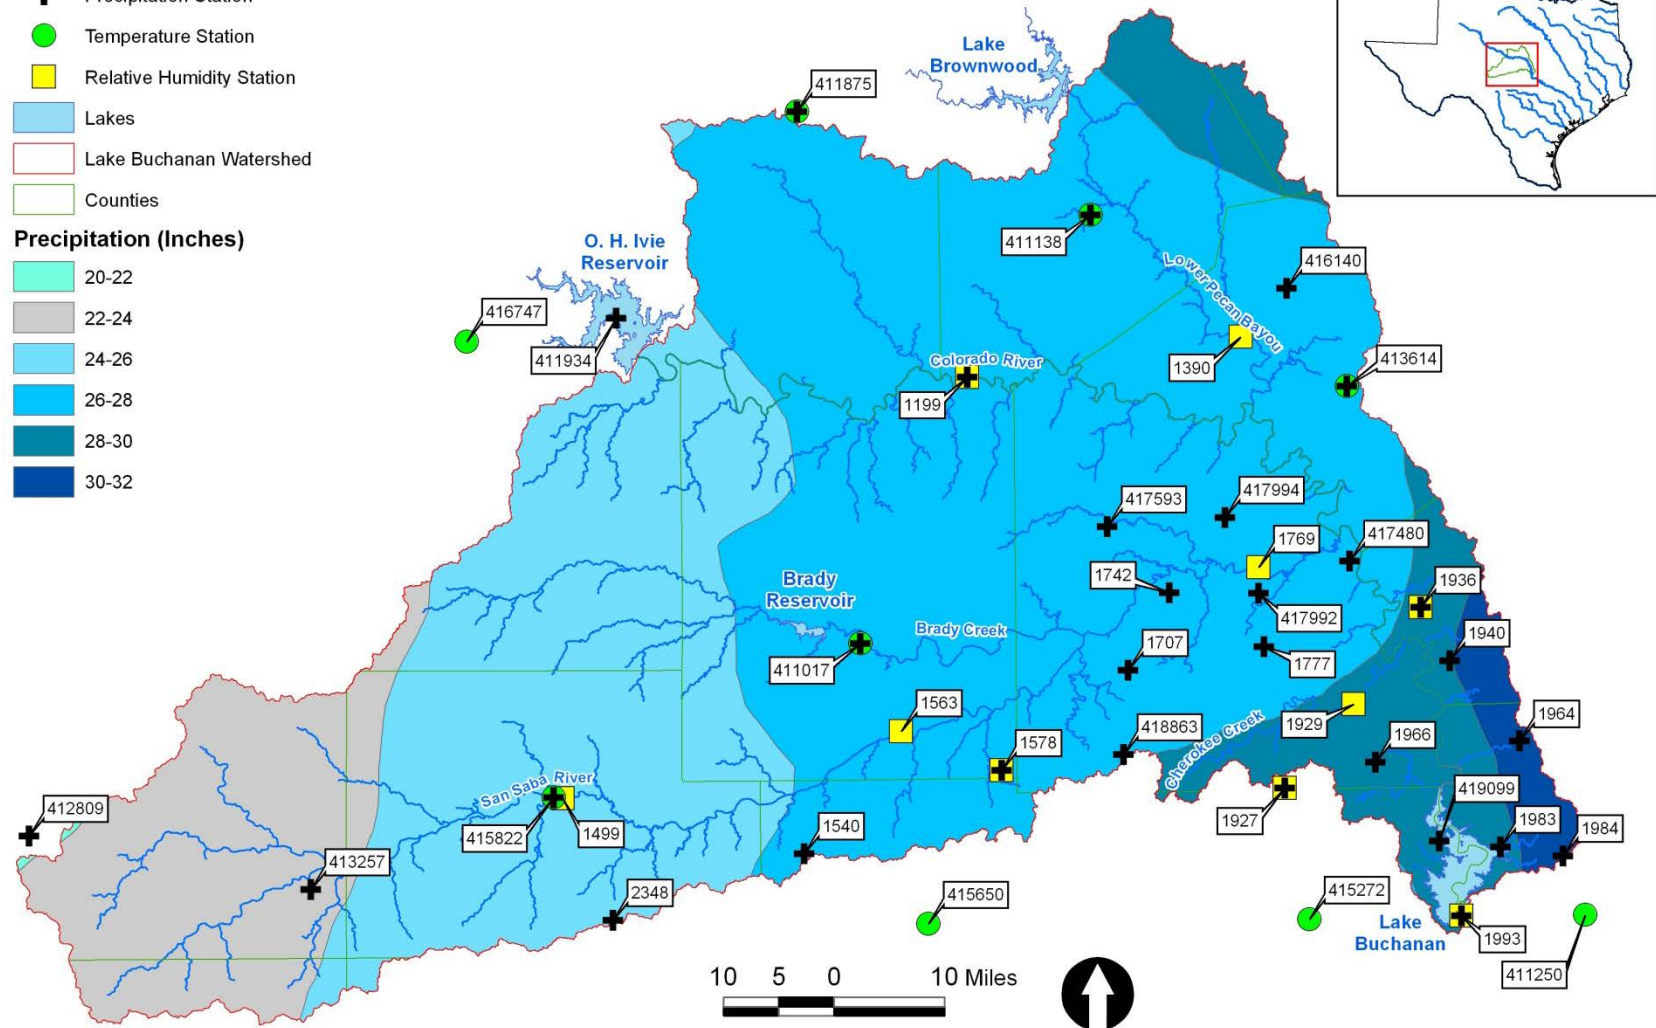 Precipitation Station
Temperature Station
Relative Humidity Station
Lakes
Lake Buchanan Watershed
Counties
Precipitation (Inches)
20-22
22-24
24-26
26-28
28-30
30-32
Lake
Brownwood
411875
411138
Lower Pecan Bayou
416140
O. H. Ivie
Reservoir
416747
411934
Colorado River
1199
1390
413614
417593
417994
1769
417480
1742
1936
417992
Brady
Reservoir
Brady Creek
411017
1707
1777
1940
1563
1578
418863
Cherokee Creek
1929
1966
1964
San Saba River
412809
415822
1499
1540
1927
419099
1983
1984
413257
2348
415650
415272
Lake
Buchanan
1993
411250
10 5 0 10 Miles